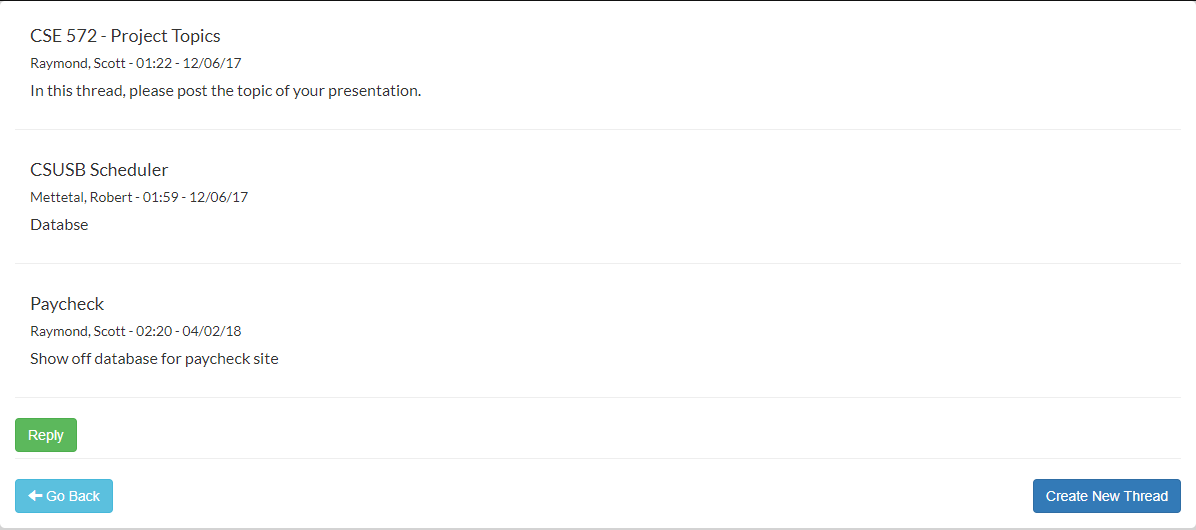 CSE 572 - Project Topics
Raymond, Scott - 01:22 - 12/06/17
In this thread, please post the topic of your presentation.
CSUSB Scheduler
Mettetal, Robert - 01:59 - 12/06/17
Databse
Paycheck
Raymond, Scott - 02:20 - 04/02/18
Show off database for paycheck site
Reply
Go Back
Create New Thread